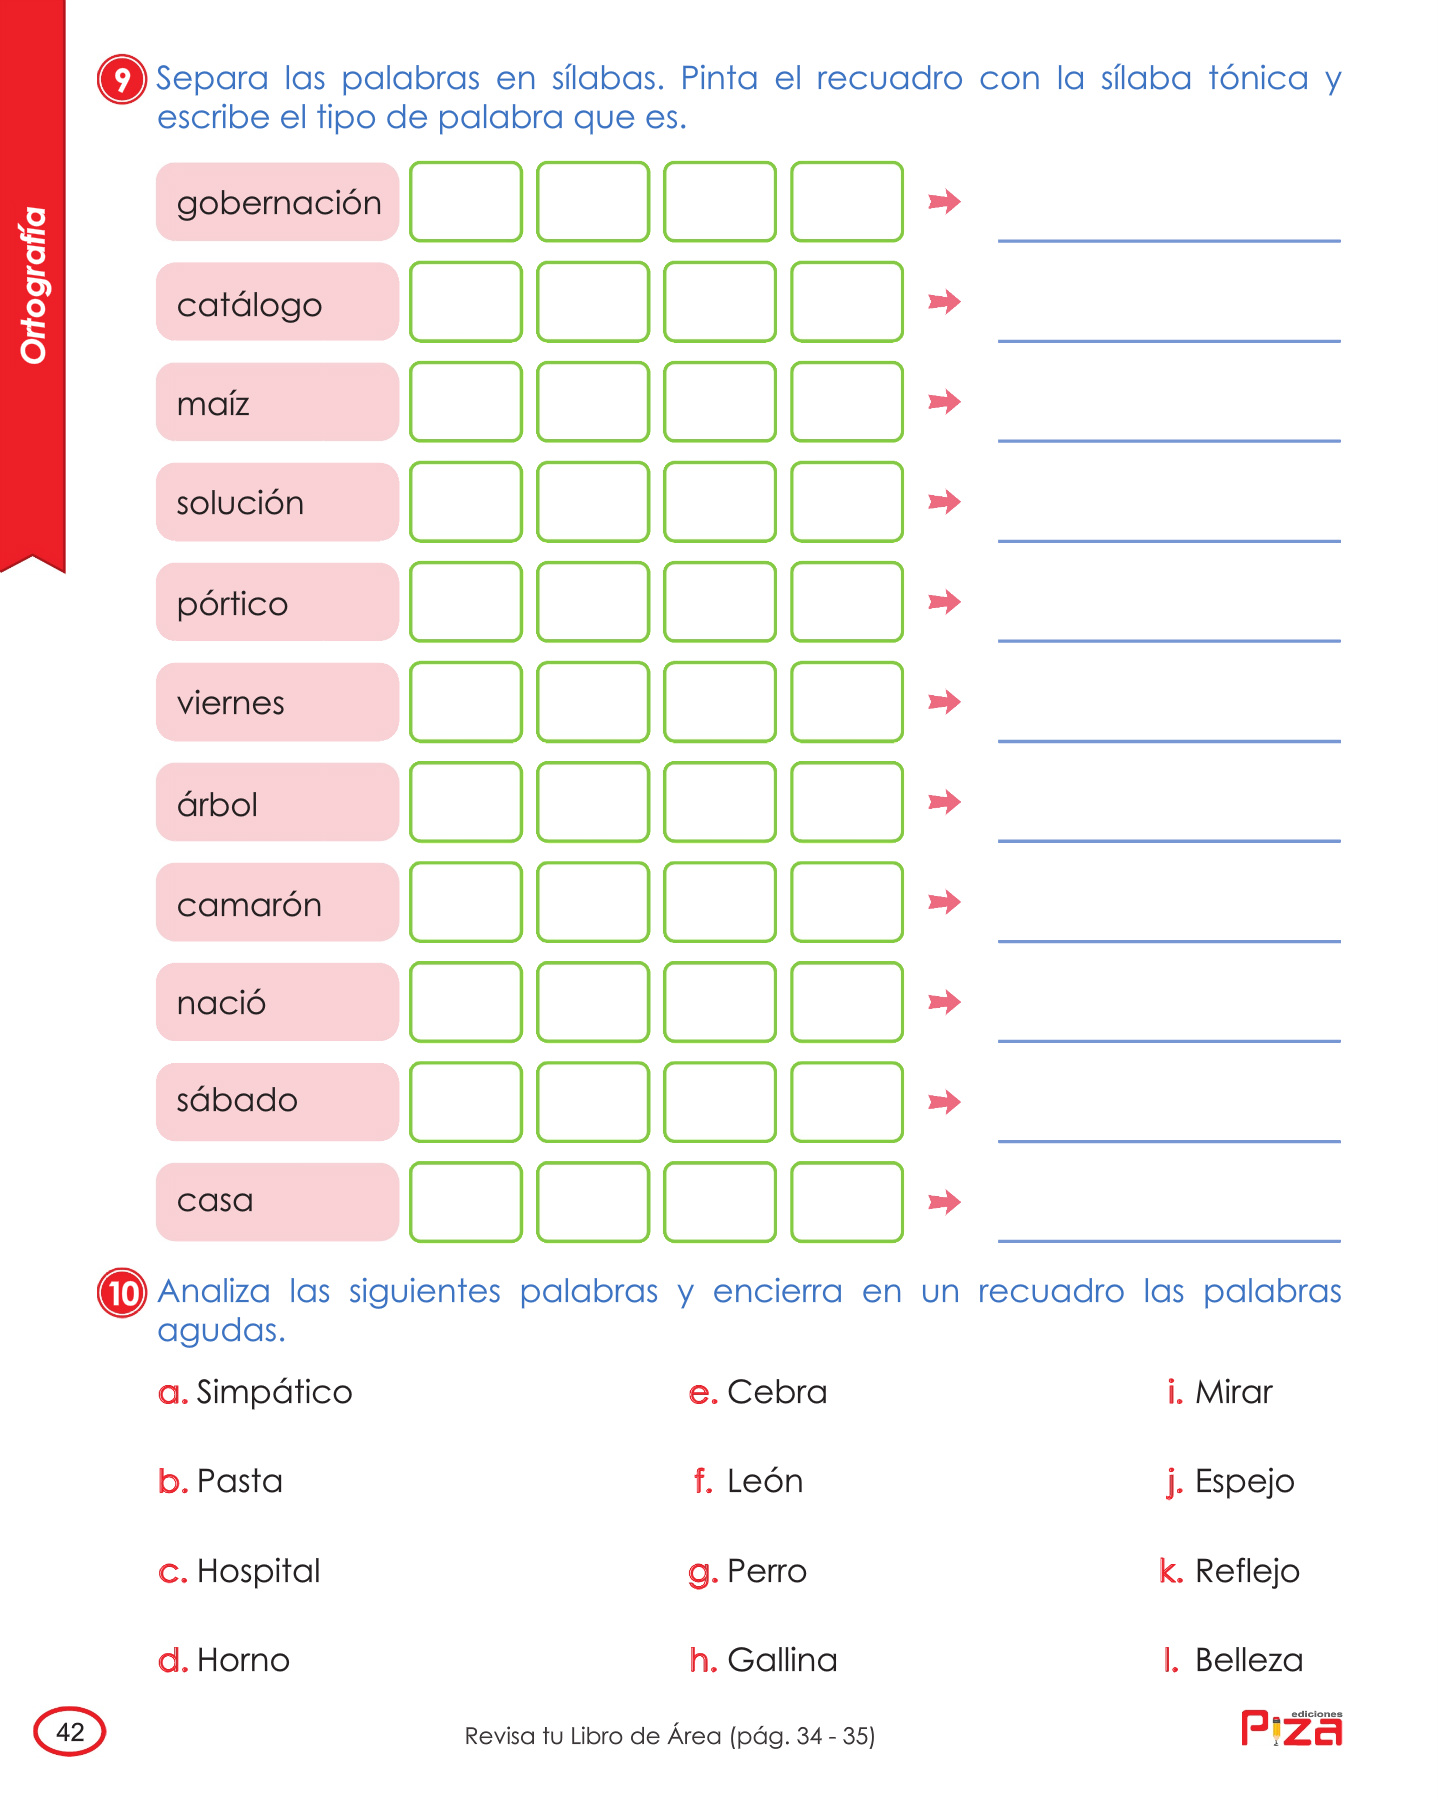 Ortografía
9 Separa las palabras en sílabas. Pinta el recuadro con la sílaba tónica y
escribe el tipo de palabra que es.
gobernación
catálogo
maíz
solución
pórtico
viernes
árbol
camarón
nació
sábado
casa
10 Analiza las siguientes palabras y encierra en un recuadro las palabras
agudas.
a. Simpático
e. Cebra
i. Mirar
b. Pasta
f. León
j. Espejo
c. Hospital
g. Perro
k. Reflejo
d. Horno
h. Gallina
l. Belleza
42
Revisa tu Libro de Área (pág. 34 - 35)
ediciones
Piza